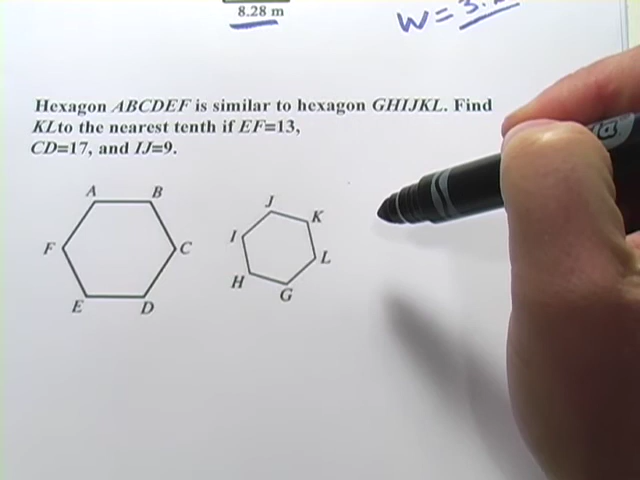 8.28 m
W = 3.
Hexagon ABCDEF is similar to hexagon GHIJKL. Find
KLto the nearest tenth if EF=13,
CD=17, and IJ=9.
A B
J
K
F C
I
L
H
E D
G